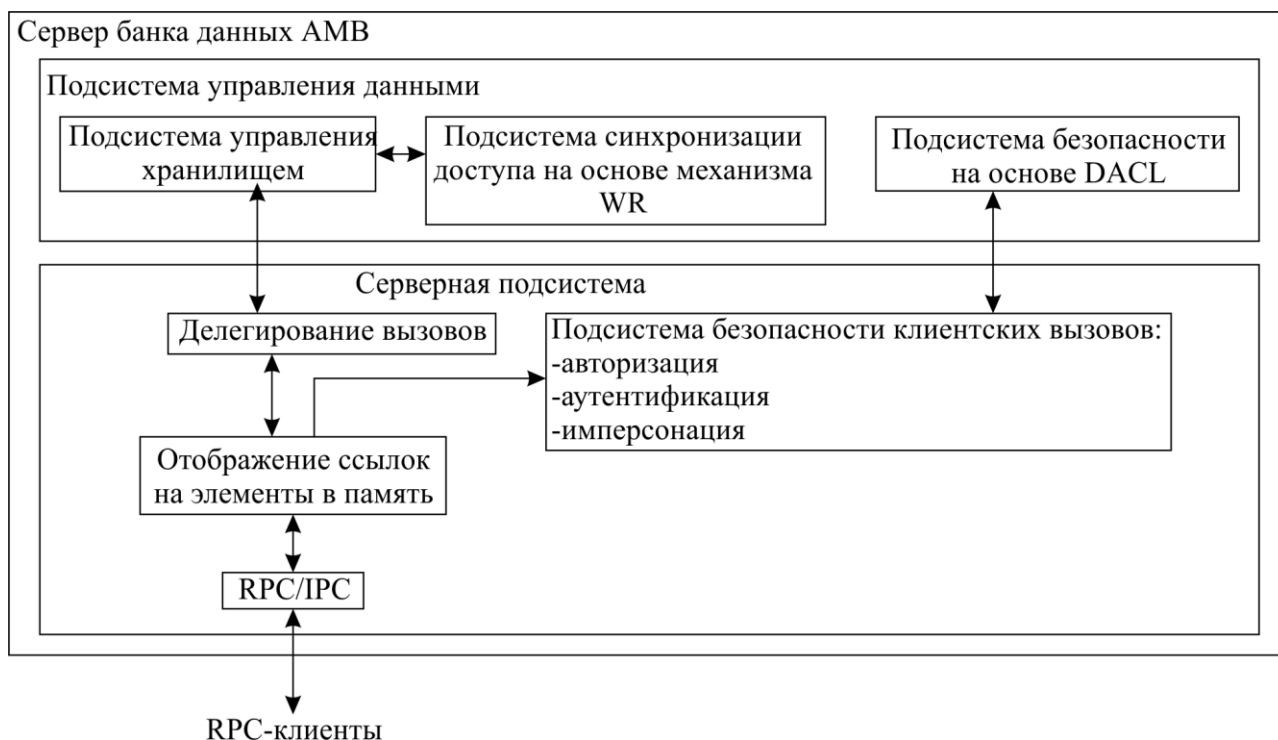 Сервер банка данных АМВ
Подсистема управления данными
Подсистема управления
хранилищем
Подсистема синхронизации
доступа на основе механизма
WR
Подсистема безопасности
на основе DACL
Серверная подсистема
Делегирование вызовов
Подсистема безопасности клиентских вызовов:
-авторизация
-аутентификация
-имперсонация
Отображение ссылок
на элементы в память
RPC/IPC
RPC-клиенты